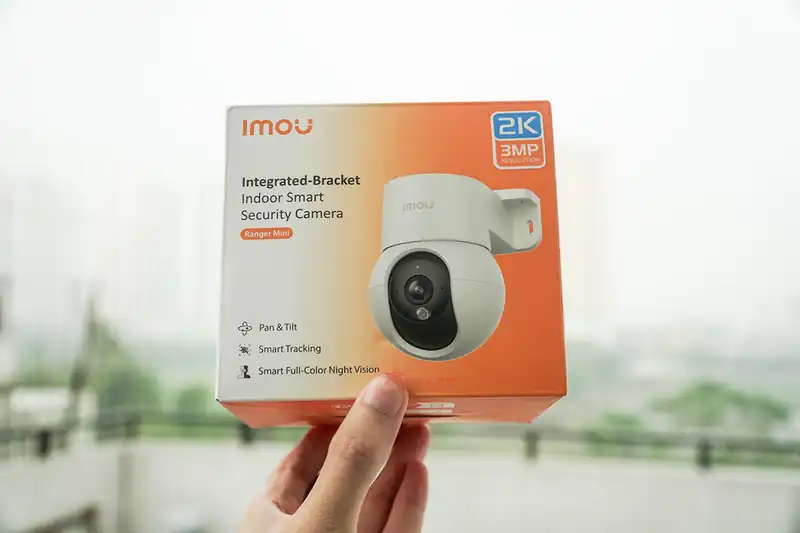 imou
2K
3MP
RESOLUTION
Integrated-Bracket
Indoor Smart
Security Camera
Ranger Mini
imou
Pan & Tilt
Smart Tracking
Smart Full-Color Night Vision